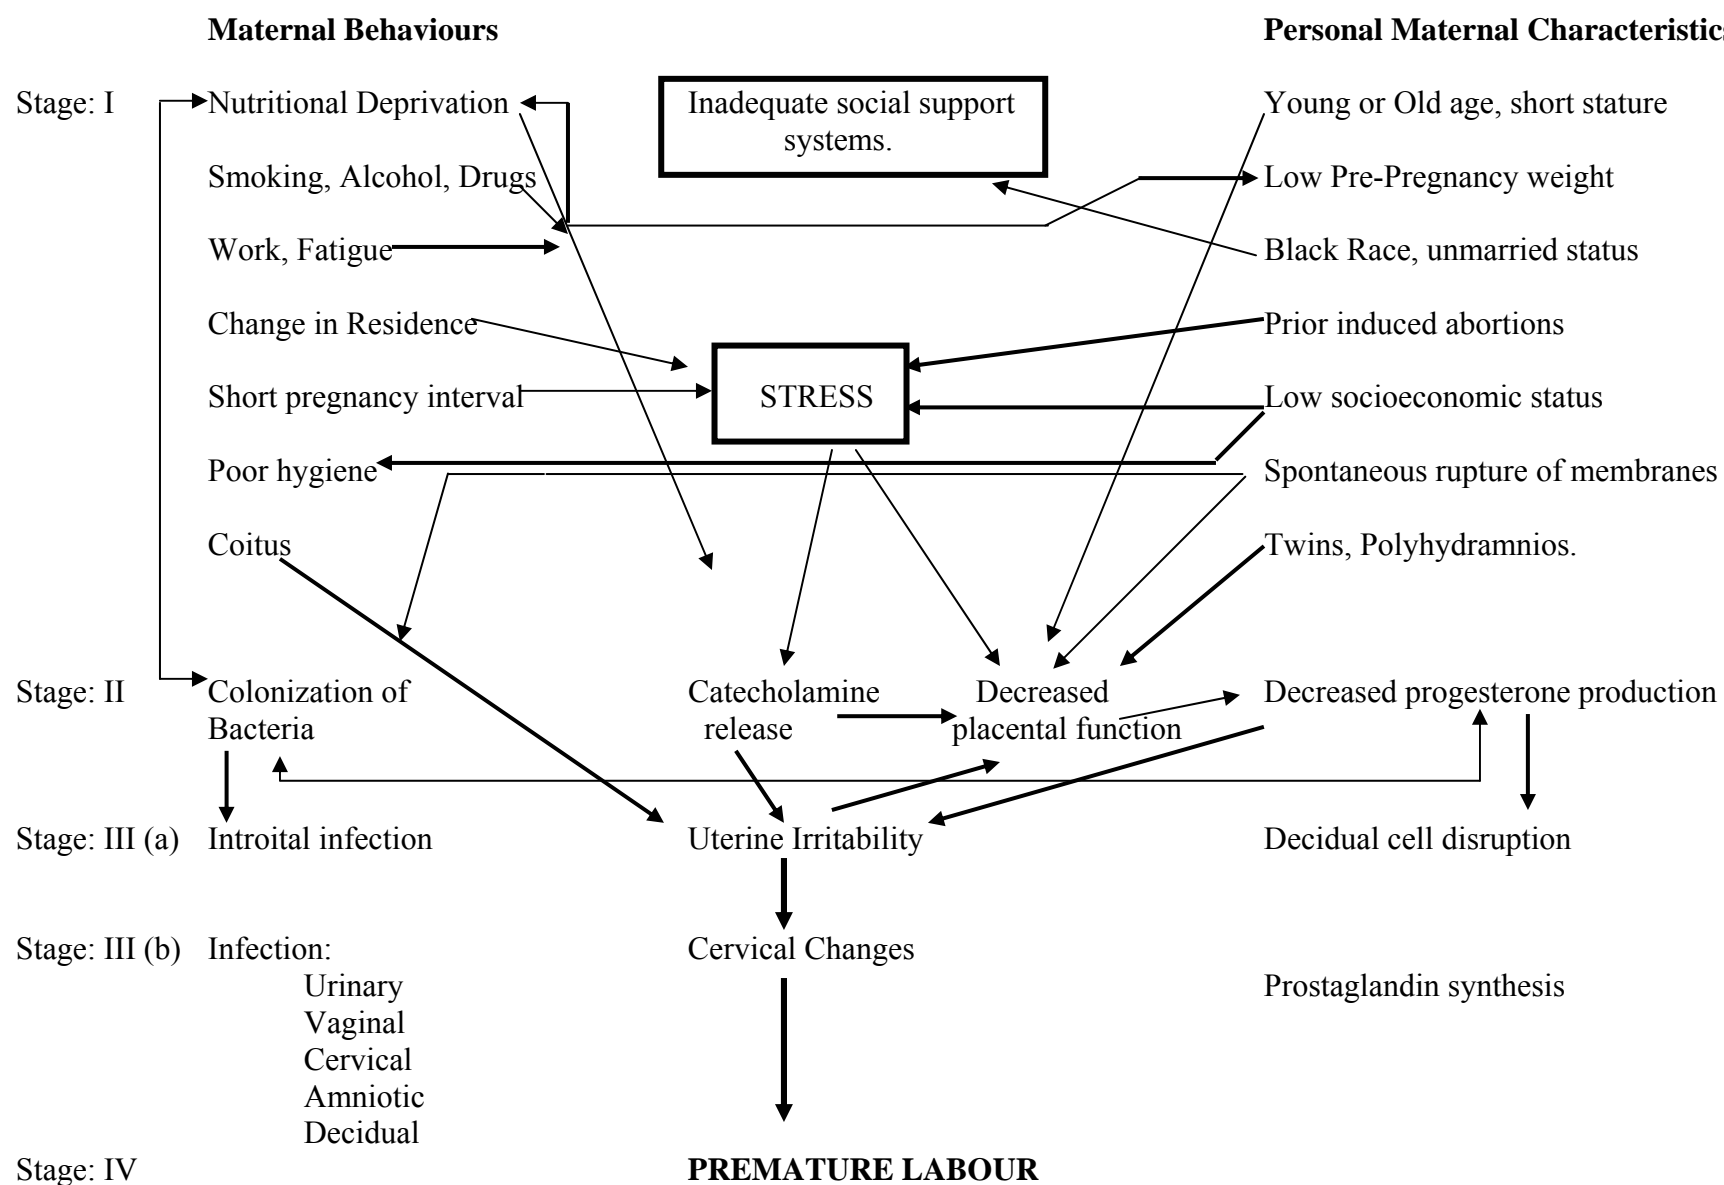 Maternal Behaviours Personal Maternal Characteristics
Stage: I Nutritional Deprivation Inadequate social support Young or Old age, short stature
systems.
Smoking, Alcohol, Drugs Low Pre-Pregnancy weight
Work, Fatigue Black Race, unmarried status
Change in Residence Prior induced abortions
Short pregnancy interval STRESS Low socioeconomic status
Poor hygiene Spontaneous rupture of membranes
Coitus Twins, Polyhydramnios.
Stage: II Colonization of Catecholamine Decreased Decreased progesterone production
Bacteria release placental function
Stage: III (a) Introital infection Uterine Irritability Decidual cell disruption
Stage: III (b) Infection: Cervical Changes
Urinary Prostaglandin synthesis
Vaginal
Cervical
Amniotic
Decidual
Stage: IV PREMATURE LABOUR